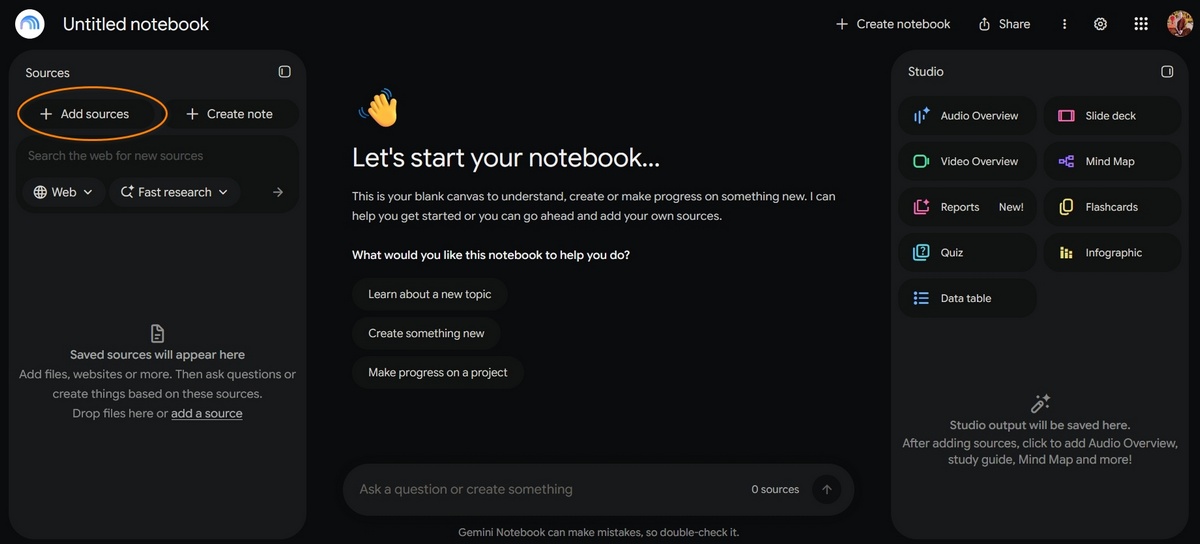 Untitled notebook
Create notebook
Share
Sources
Add sources
Create note
Search the web for new sources
Web
Fast research
Saved sources will appear here
Add files, websites or more. Then ask questions or
create things based on these sources.
Drop files here or add a source
Let's start your notebook...
This is your blank canvas to understand, create or make progress on something new. I can
help you get started or you can go ahead and add your own sources.
What would you like this notebook to help you do?
Learn about a new topic
Create something new
Make progress on a project
Ask a question or create something
0 sources
Gemini Notebook can make mistakes, so double-check it.
Studio
Audio Overview
Slide deck
Video Overview
Mind Map
Reports New!
Flashcards
Quiz
Infographic
Data table
Studio output will be saved here.
After adding sources, click to add Audio Overview,
study guide, Mind Map and more!